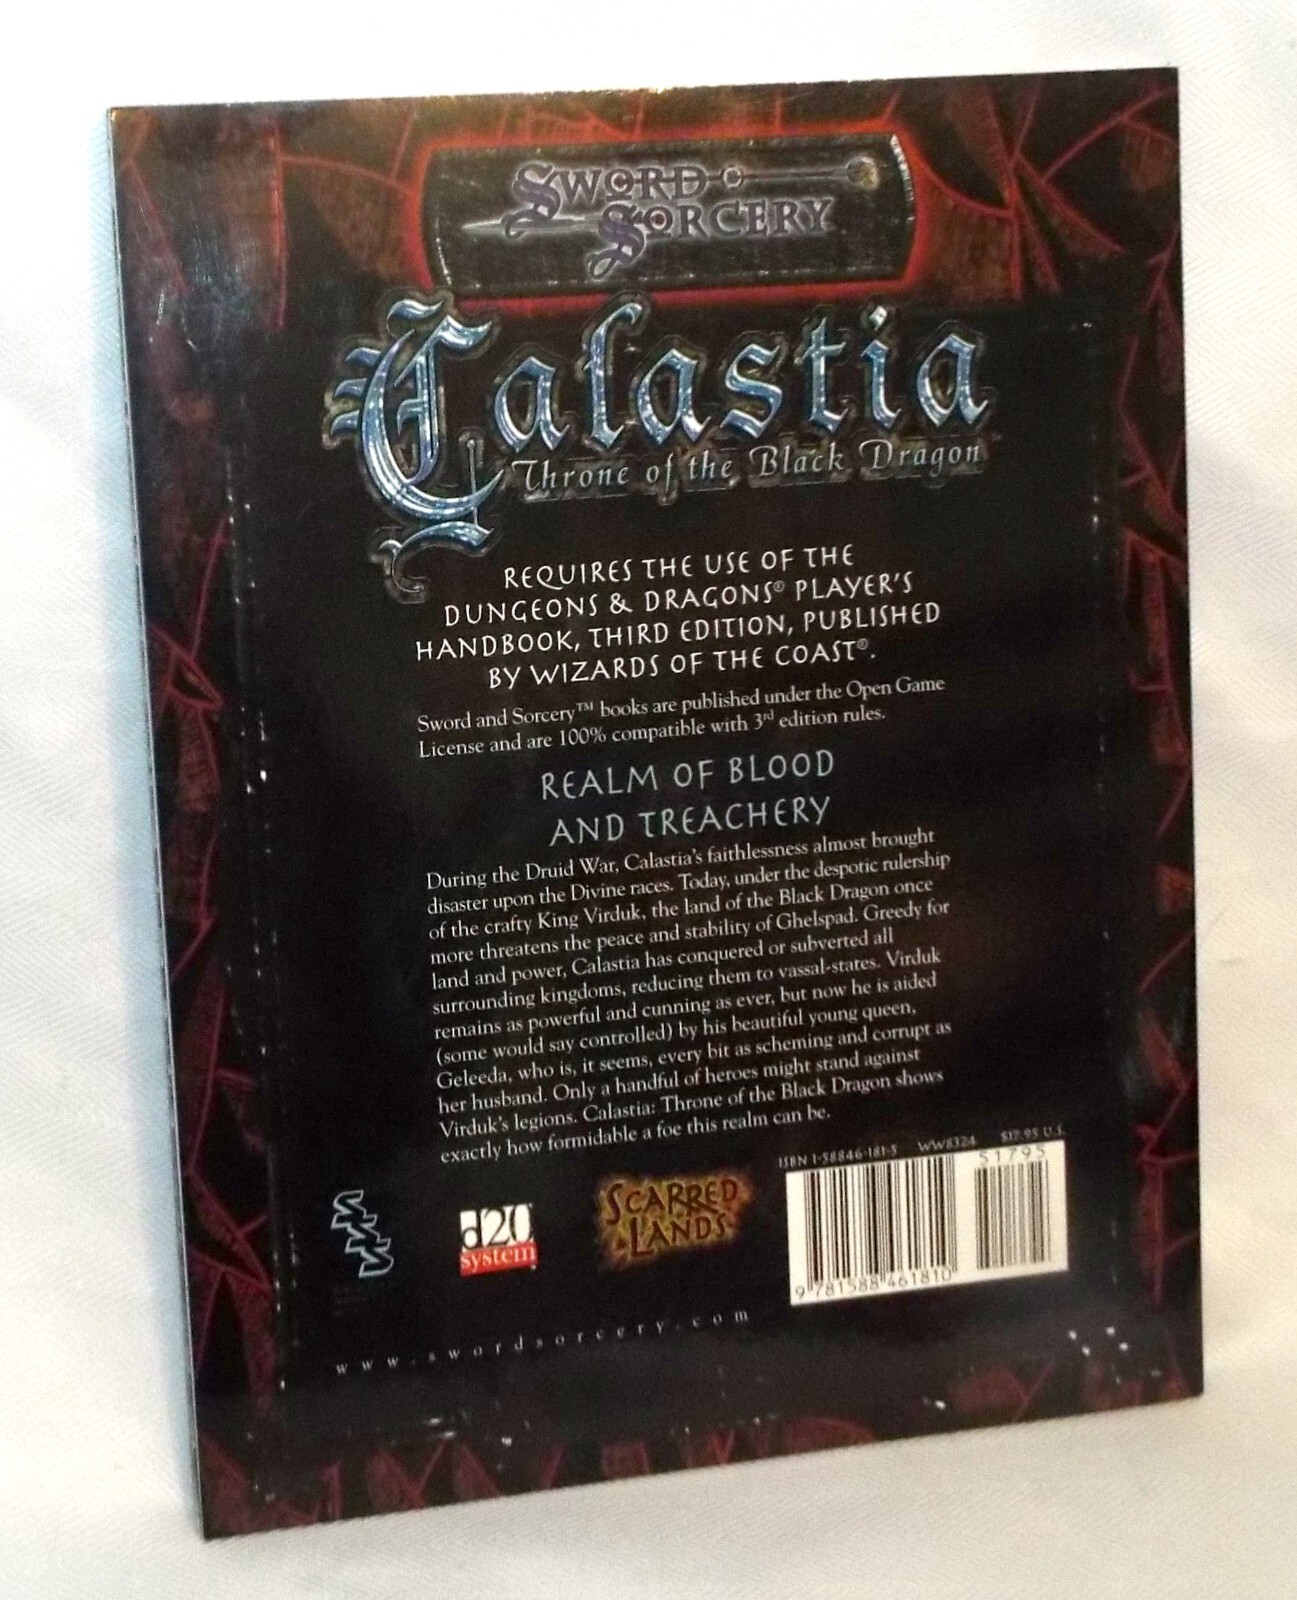 Sword Sorcery
Calastia
Throne of the Black Dragon™
REQUIRES THE USE OF THE
DUNGEONS & DRAGONS® PLAYER'S
HANDBOOK, THIRD EDITION, PUBLISHED
BY WIZARDS OF THE COAST®.
Sword and Sorcery™ books are published under the Open Game
License and are 100% compatible with 3rd edition rules.
REALM OF BLOOD
AND TREACHERY
During the Druid War, Calastia's faithlessness almost brought
disaster upon the Divine races. Today, under the despotic rulership
of the crafty King Virduk, the land of the Black Dragon once
more threatens the peace and stability of Ghelspad. Greedy for
land and power, Calastia has conquered or subverted all
surrounding kingdoms, reducing them to vassal-states. Virduk
remains as powerful and cunning as ever, but now he is aided
(some would say controlled) by his beautiful young queen,
Geleeda, who is, it seems, every bit as scheming and corrupt as
her husband. Only a handful of heroes might stand against
Virduk's legions. Calastia: Throne of the Black Dragon shows
exactly how formidable a foe this realm can be.
ISBN 1-58846-181-5 WW8324 $17.95 U.S.
51795
9 781588 461810
SSS
d20
system
SCARRED
LANDS
www.swordsorcery.com